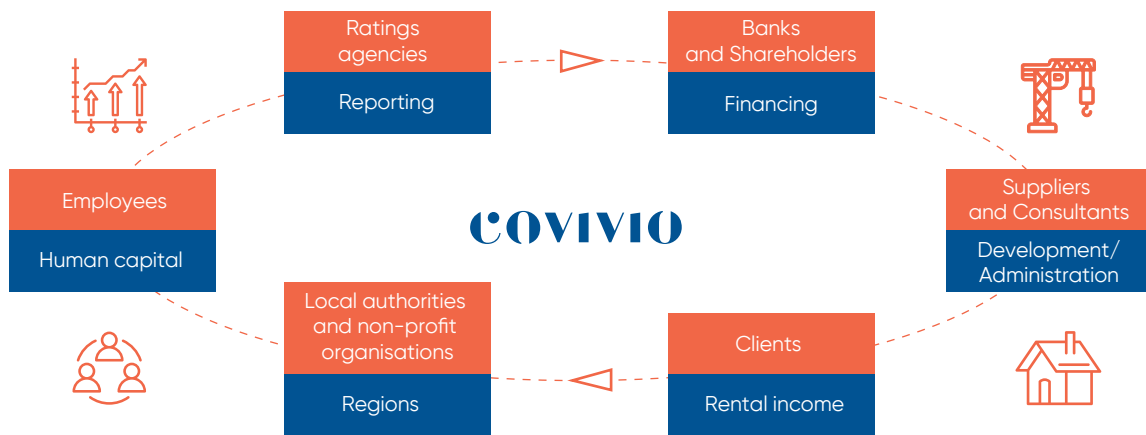 Ratings
agencies
Reporting
Banks
and Shareholders
Financing
Employees
Human capital
COVIVIO
Suppliers
and Consultants
Development/
Administration
Local authorities
and non-profit
organisations
Regions
Clients
Rental income